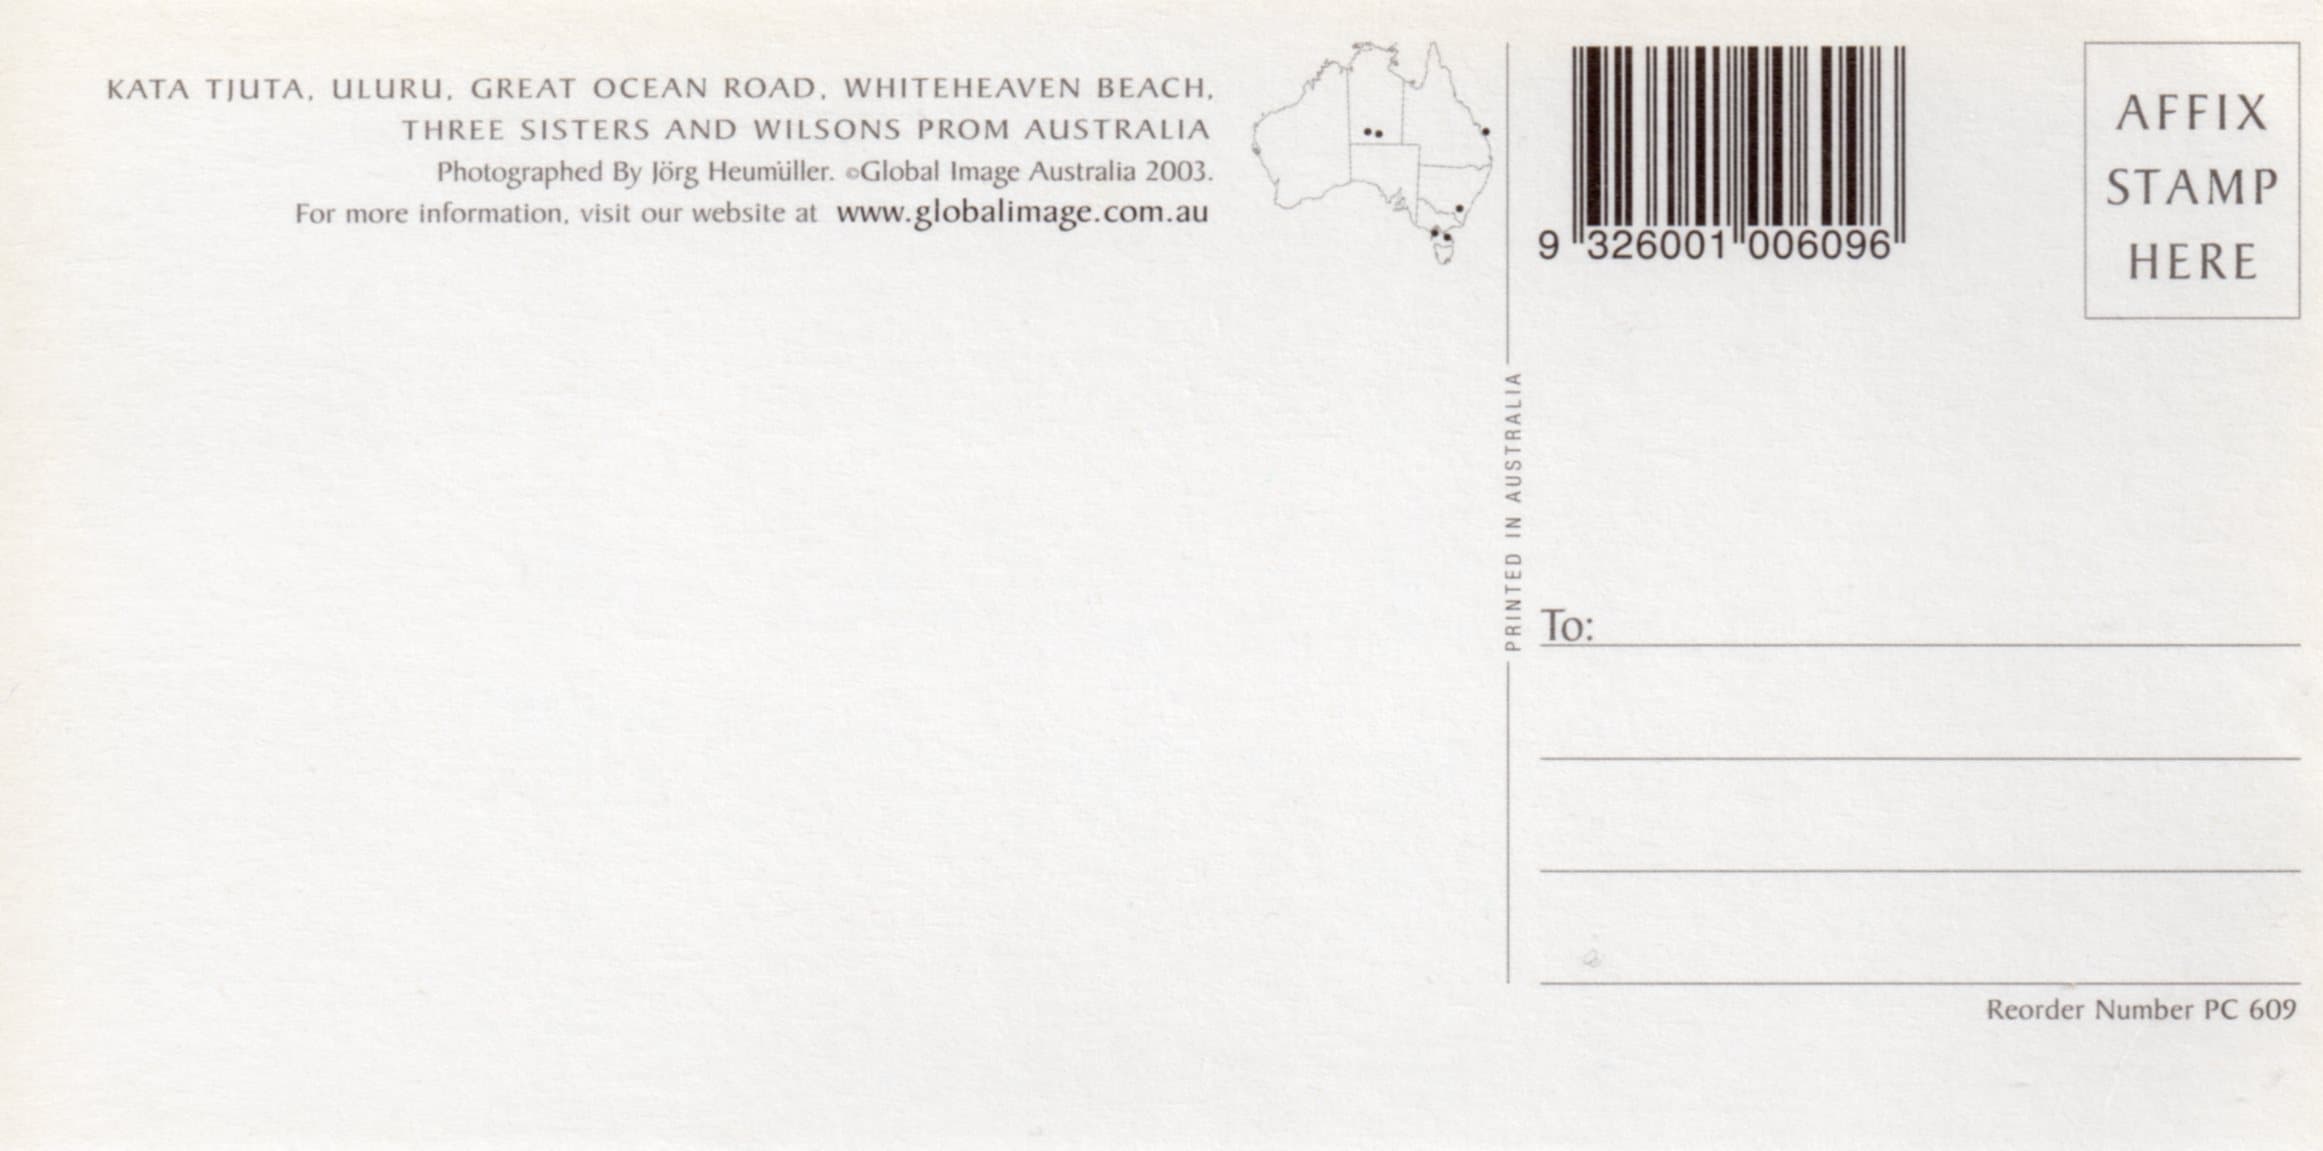 KATA TJUTA, ULURU, GREAT OCEAN ROAD, WHITEHEAVEN BEACH,
THREE SISTERS AND WILSONS PROM AUSTRALIA
Photographed By Jörg Heumüller. ©Global Image Australia 2003.
For more information, visit our website at www.globalimage.com.au
9 326001 006096
AFFIX
STAMP
HERE
PRINTED IN AUSTRALIA
To:
Reorder Number PC 609